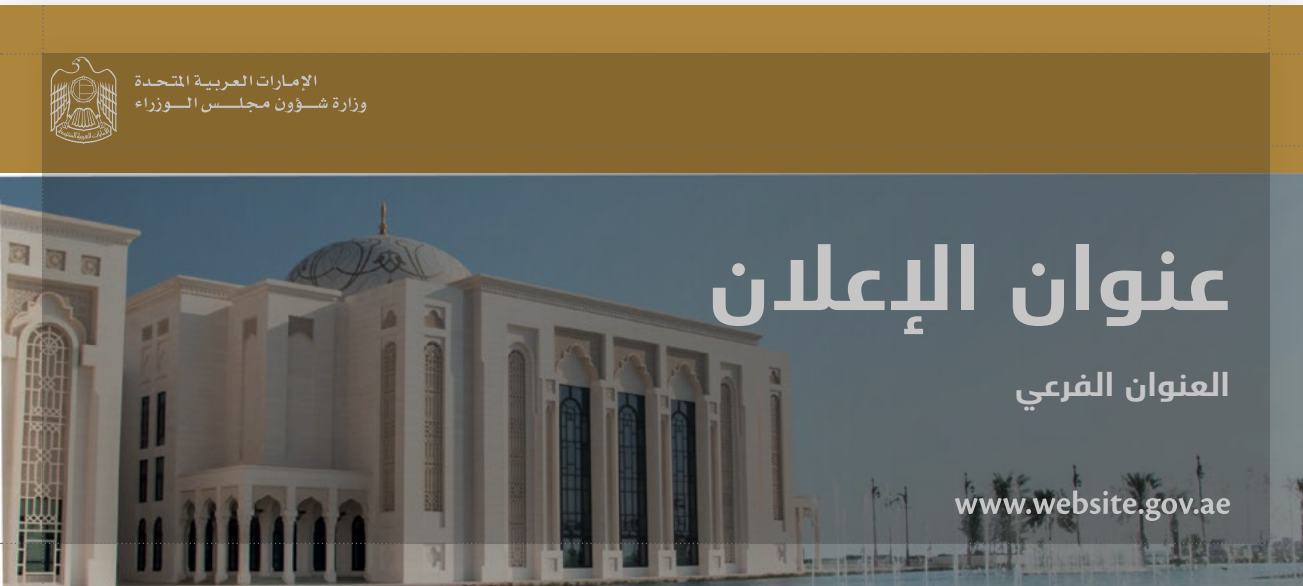 الإمارات العربية المتحدة
وزارة شؤون مجلس الوزراء
عنوان الإعلان
العنوان الفرعي
www.website.gov.ae